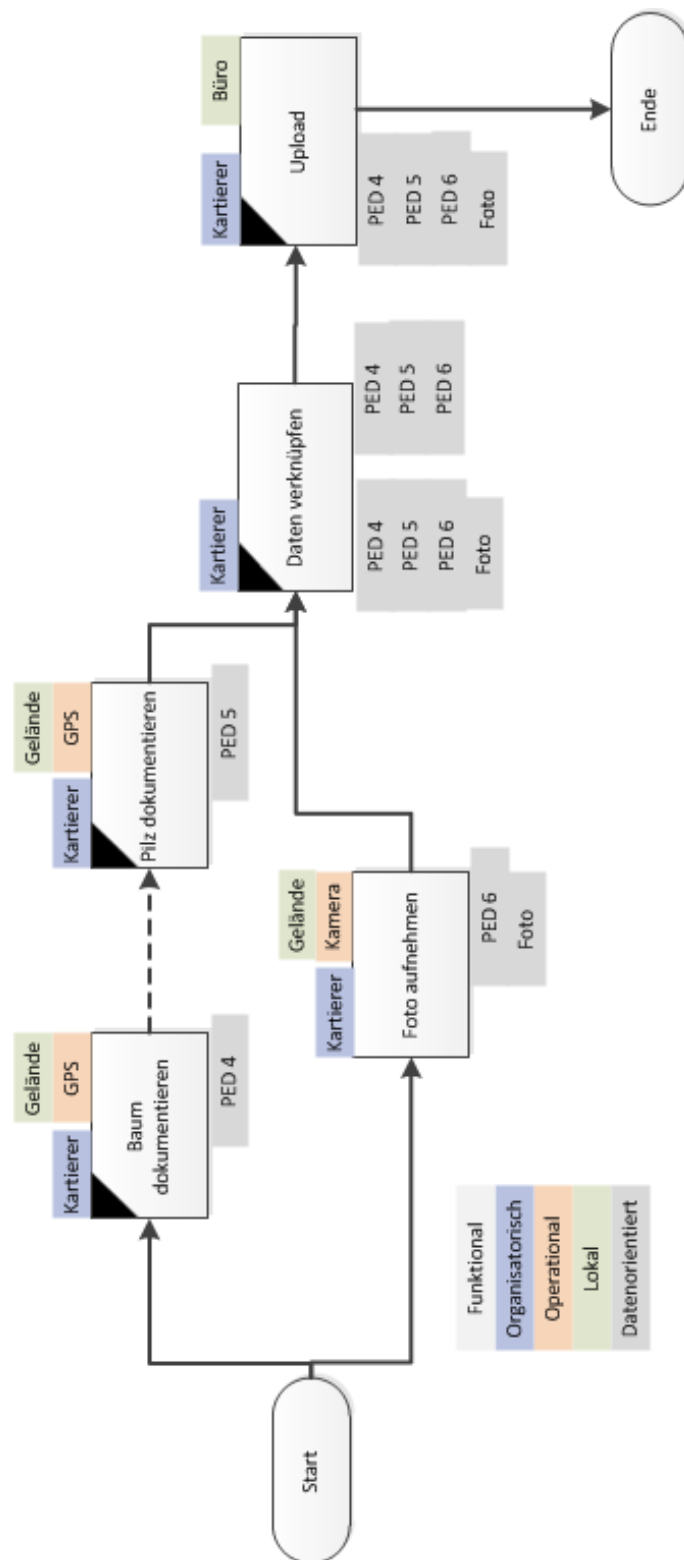 Start
Gelände
Kartierer
GPS
Baum
dokumentieren
PED 4
Gelände
Kartierer
GPS
Pilz dokumentieren
PED 5
Gelände
Kartierer
Kamera
Foto aufnehmen
PED 6
Foto
Kartierer
Daten verknüpfen
PED 4
PED 5
PED 6
Foto
PED 4
PED 5
PED 6
Kartierer
Büro
Upload
PED 4
PED 5
PED 6
Foto
Ende
Funktional
Organisatorisch
Operational
Lokal
Datenorientiert